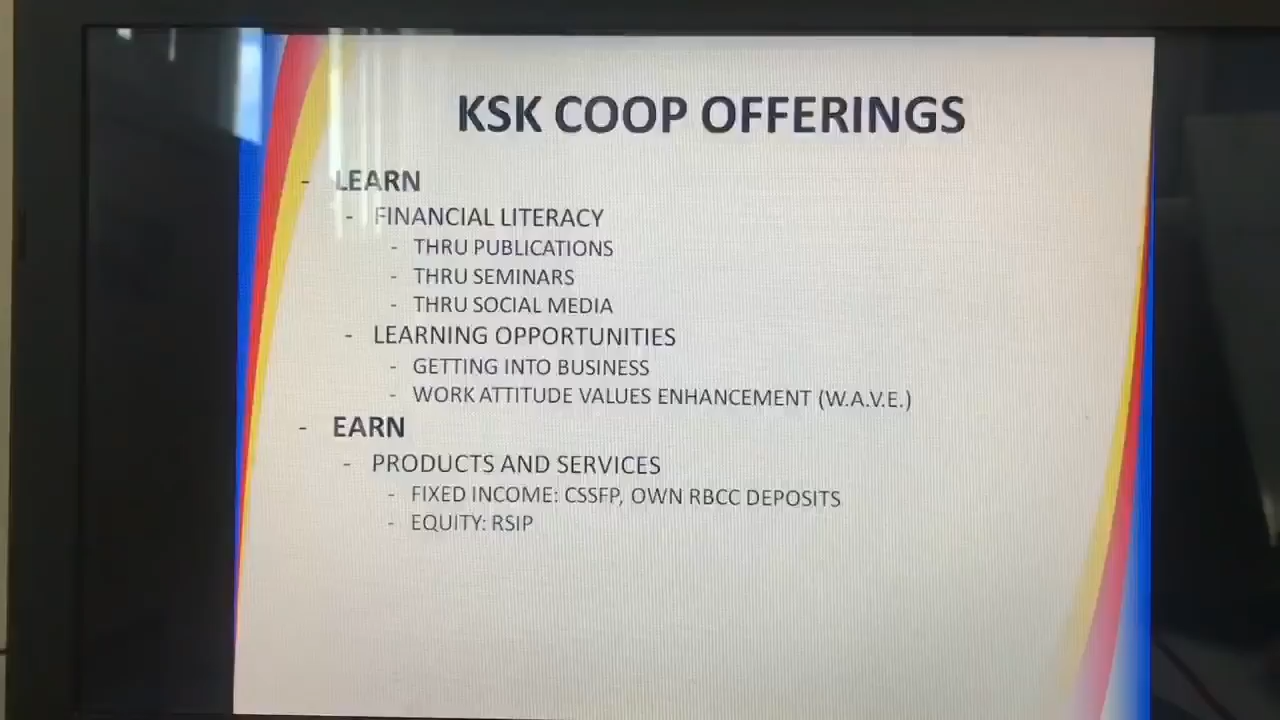 KSK COOP OFFERINGS
- LEARN
- FINANCIAL LITERACY
- THRU PUBLICATIONS
- THRU SEMINARS
- THRU SOCIAL MEDIA
- LEARNING OPPORTUNITIES
- GETTING INTO BUSINESS
- WORK ATTITUDE VALUES ENHANCEMENT (W.A.V.E.)
- EARN
- PRODUCTS AND SERVICES
- FIXED INCOME: CSSFP, OWN RBCC DEPOSITS
- EQUITY: RSIP